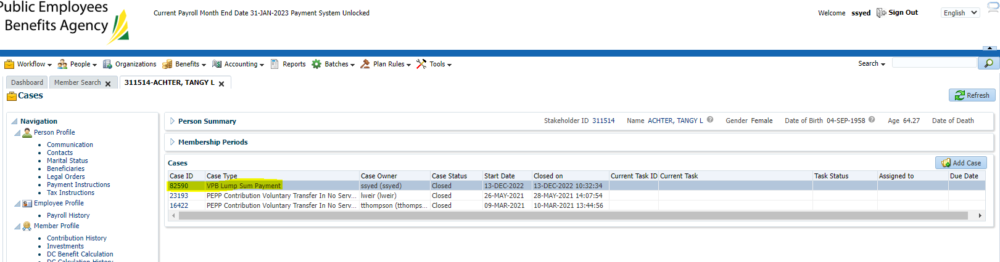 Public Employees
Benefits Agency
Current Payroll Month End Date 31-JAN-2023 Payment System Unlocked
Welcome ssyed Sign Out English
Workflow People Organizations Benefits Accounting Reports Batches Plan Rules Tools Search
Dashboard Member Search 311514-ACHTER, TANGY L
Cases
Refresh
Navigation
Person Profile
Communication
Contacts
Marital Status
Beneficiaries
Legal Orders
Payment Instructions
Tax Instructions
Employee Profile
Payroll History
Member Profile
Contribution History
Investments
DC Benefit Calculation
DC Calculation History
Person Summary Stakeholder ID 311514 Name ACHTER, TANGY L Gender Female Date of Birth 04-SEP-1958 Age 64.27 Date of Death
Membership Periods
Cases Add Case
Case ID Case Type Case Owner Case Status Start Date Closed on Current Task ID Current Task Task Status Assigned to Due Date
82590 VPB Lump Sum Payment ssyed (ssyed) Closed 13-DEC-2022 13-DEC-2022 10:32:34
23193 PEPP Contribution Voluntary Transfer In No Serv... lweir (lweir) Closed 26-MAY-2021 28-MAY-2021 14:07:54
16422 PEPP Contribution Voluntary Transfer In No Serv... tthompson (tthomps... Closed 09-MAR-2021 10-MAR-2021 13:44:56